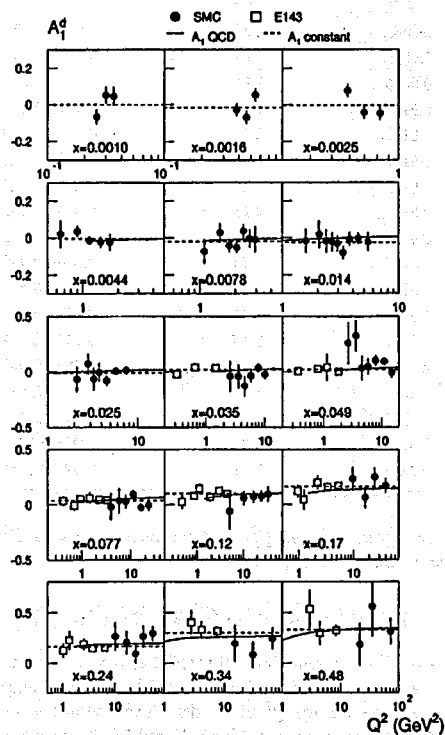 A₁ᵈ
● SMC □ E143
A₁ QCD A₁ constant
0.2
0
-0.2
x=0.0010
x=0.0016
x=0.0025
10⁻¹ 10⁻¹ 1
0.2
0
-0.2
x=0.0044
x=0.0078
x=0.014
1 1 1 10
0.5
0
-0.5
x=0.025
x=0.035
x=0.049
1 10 1 10 1 10
0.5
0
-0.5
x=0.077
x=0.12
x=0.17
1 10 1 10 1 10
0.5
0
x=0.24
x=0.34
x=0.48
1 10 1 10 1 10 10²
Q² (GeV²)